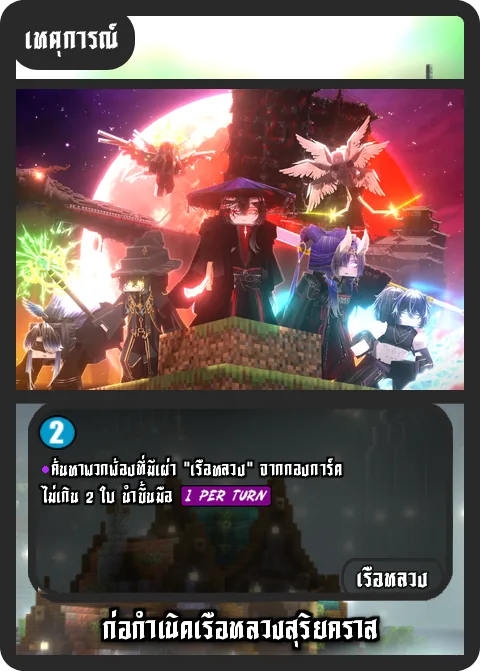 เหตุการณ์
2
•ค้นหาพวกพ้องที่มีเผ่า "เรือหลวง" จากกองการ์ด
ไม่เกิน 2 ใบ นำขึ้นมือ 1 PER TURN
เรือหลวง
ก่อกำเนิดเรือหลวงสุริยคราส